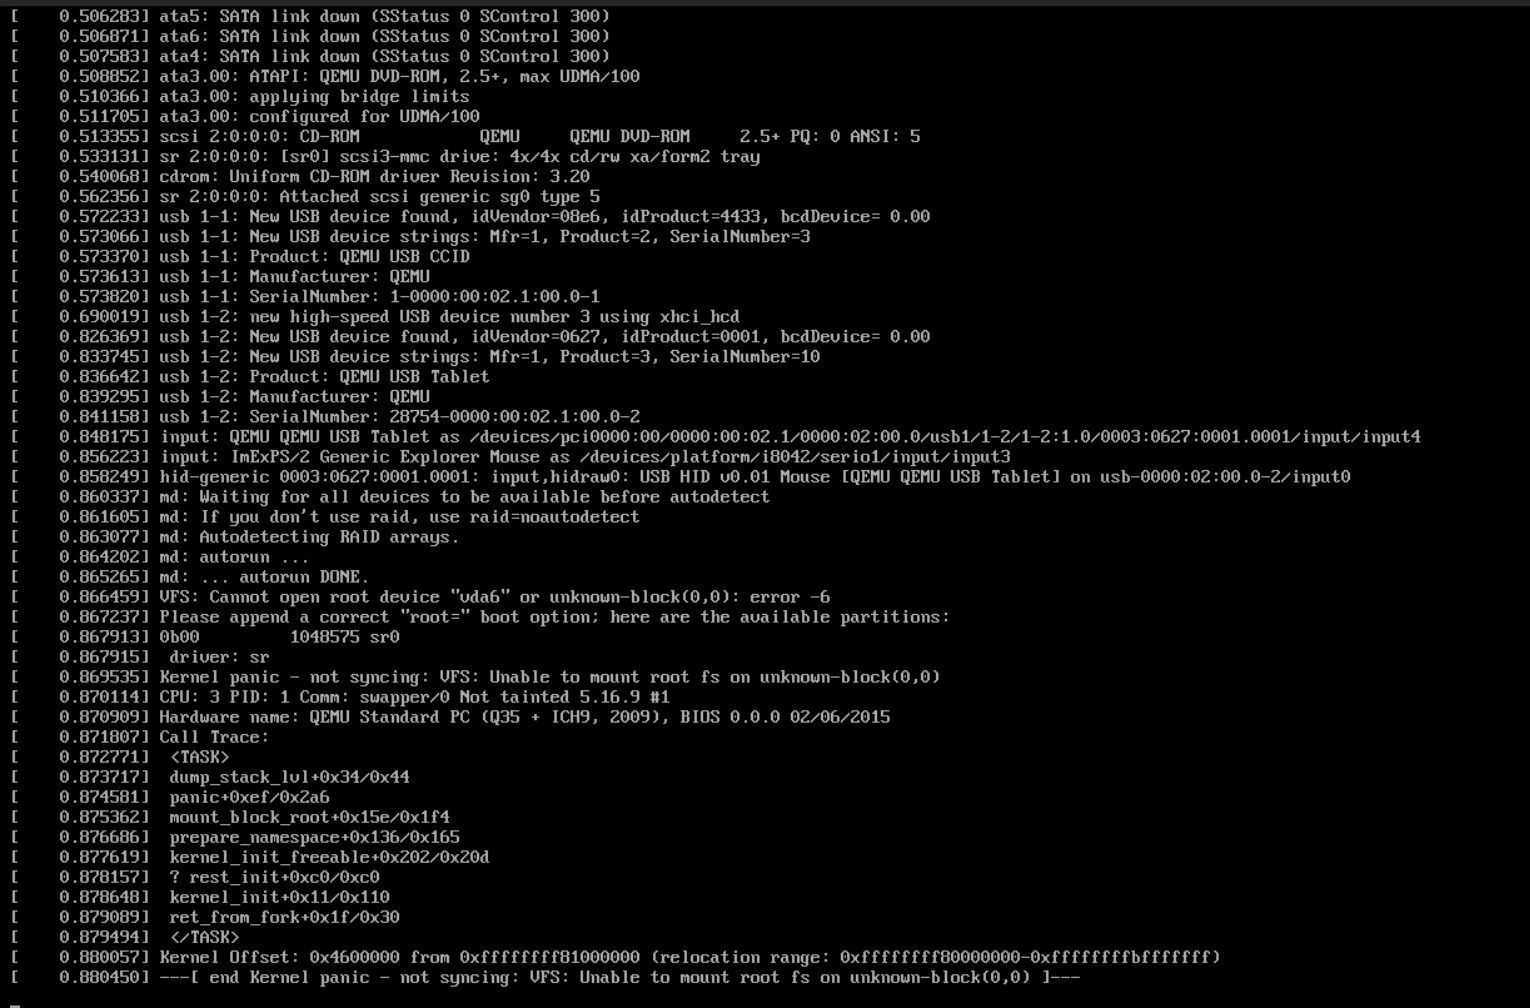 [    0.506283] ata5: SATA link down (SStatus 0 SControl 300)
[    0.506871] ata6: SATA link down (SStatus 0 SControl 300)
[    0.507583] ata4: SATA link down (SStatus 0 SControl 300)
[    0.508852] ata3.00: ATAPI: QEMU DVD-ROM, 2.5+, max UDMA/100
[    0.510366] ata3.00: applying bridge limits
[    0.511705] ata3.00: configured for UDMA/100
[    0.513355] scsi 2:0:0:0: CD-ROM            QEMU     QEMU DVD-ROM     2.5+ PQ: 0 ANSI: 5
[    0.533131] sr 2:0:0:0: [sr0] scsi3-mmc drive: 4x/4x cd/rw xa/form2 tray
[    0.540068] cdrom: Uniform CD-ROM driver Revision: 3.20
[    0.562356] sr 2:0:0:0: Attached scsi generic sg0 type 5
[    0.572233] usb 1-1: New USB device found, idVendor=08e6, idProduct=4433, bcdDevice= 0.00
[    0.573066] usb 1-1: New USB device strings: Mfr=1, Product=2, SerialNumber=3
[    0.573370] usb 1-1: Product: QEMU USB CCID
[    0.573613] usb 1-1: Manufacturer: QEMU
[    0.573820] usb 1-1: SerialNumber: 1-0000:00:02.1:00.0-1
[    0.690019] usb 1-2: new high-speed USB device number 3 using xhci_hcd
[    0.826369] usb 1-2: New USB device found, idVendor=0627, idProduct=0001, bcdDevice= 0.00
[    0.833745] usb 1-2: New USB device strings: Mfr=1, Product=3, SerialNumber=10
[    0.836642] usb 1-2: Product: QEMU USB Tablet
[    0.839295] usb 1-2: Manufacturer: QEMU
[    0.841158] usb 1-2: SerialNumber: 28754-0000:00:02.1:00.0-2
[    0.848175] input: QEMU QEMU USB Tablet as /devices/pci0000:00/0000:00:02.1/0000:02:00.0/usb1/1-2/1-2:1.0/0003:0627:0001.0001/input/input4
[    0.856223] input: ImExPS/2 Generic Explorer Mouse as /devices/platform/i8042/serio1/input/input3
[    0.858249] hid-generic 0003:0627:0001.0001: input,hidraw0: USB HID v0.01 Mouse [QEMU QEMU USB Tablet] on usb-0000:02:00.0-2/input0
[    0.860337] md: Waiting for all devices to be available before autodetect
[    0.861605] md: If you don't use raid, use raid=noautodetect
[    0.863077] md: Autodetecting RAID arrays.
[    0.864202] md: autorun ...
[    0.865265] md: ... autorun DONE.
[    0.866459] VFS: Cannot open root device "vda6" or unknown-block(0,0): error -6
[    0.867237] Please append a correct "root=" boot option; here are the available partitions:
[    0.867913] 0b00         1048575 sr0
[    0.867915]  driver: sr
[    0.869535] Kernel panic - not syncing: VFS: Unable to mount root fs on unknown-block(0,0)
[    0.870114] CPU: 3 PID: 1 Comm: swapper/0 Not tainted 5.16.9 #1
[    0.870909] Hardware name: QEMU Standard PC (Q35 + ICH9, 2009), BIOS 0.0.0 02/06/2015
[    0.871807] Call Trace:
[    0.872771]  <TASK>
[    0.873717]  dump_stack_lvl+0x34/0x44
[    0.874581]  panic+0xef/0x2a6
[    0.875362]  mount_block_root+0x15e/0x1f4
[    0.876686]  prepare_namespace+0x136/0x165
[    0.877619]  kernel_init_freeable+0x202/0x20d
[    0.878157]  ? rest_init+0xc0/0xc0
[    0.878648]  kernel_init+0x11/0x110
[    0.879089]  ret_from_fork+0x1f/0x30
[    0.879494]  </TASK>
[    0.880057] Kernel Offset: 0x4600000 from 0xffffffff81000000 (relocation range: 0xffffffff80000000-0xffffffffbfffffff)
[    0.880450] ---[ end Kernel panic - not syncing: VFS: Unable to mount root fs on unknown-block(0,0) ]---